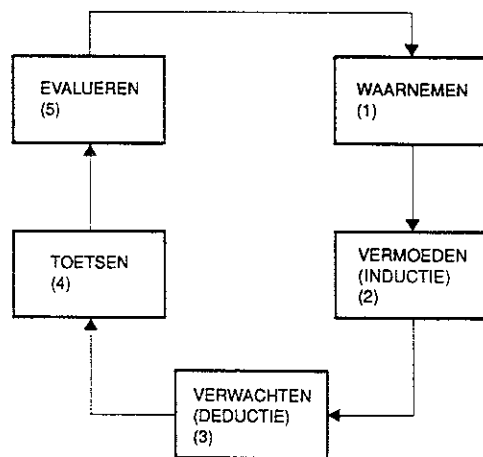 EVALUEREN
(5)
WAARNEMEN
(1)
TOETSEN
(4)
VERMOEDEN
(INDUCTIE)
(2)
VERWACHTEN
(DEDUCTIE)
(3)